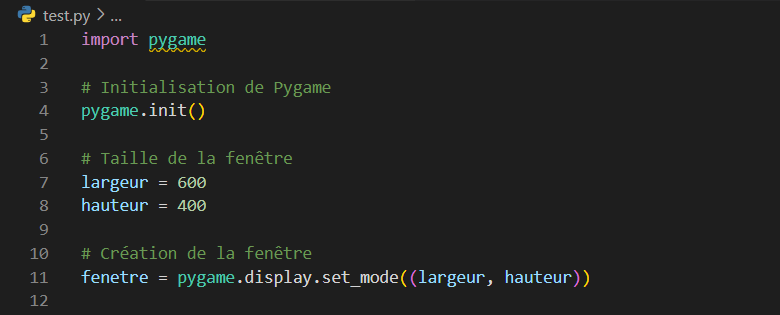 test.py > ...
1 import pygame
2
3 # Initialisation de Pygame
4 pygame.init()
5
6 # Taille de la fenêtre
7 largeur = 600
8 hauteur = 400
9
10 # Création de la fenêtre
11 fenetre = pygame.display.set_mode((largeur, hauteur))
12